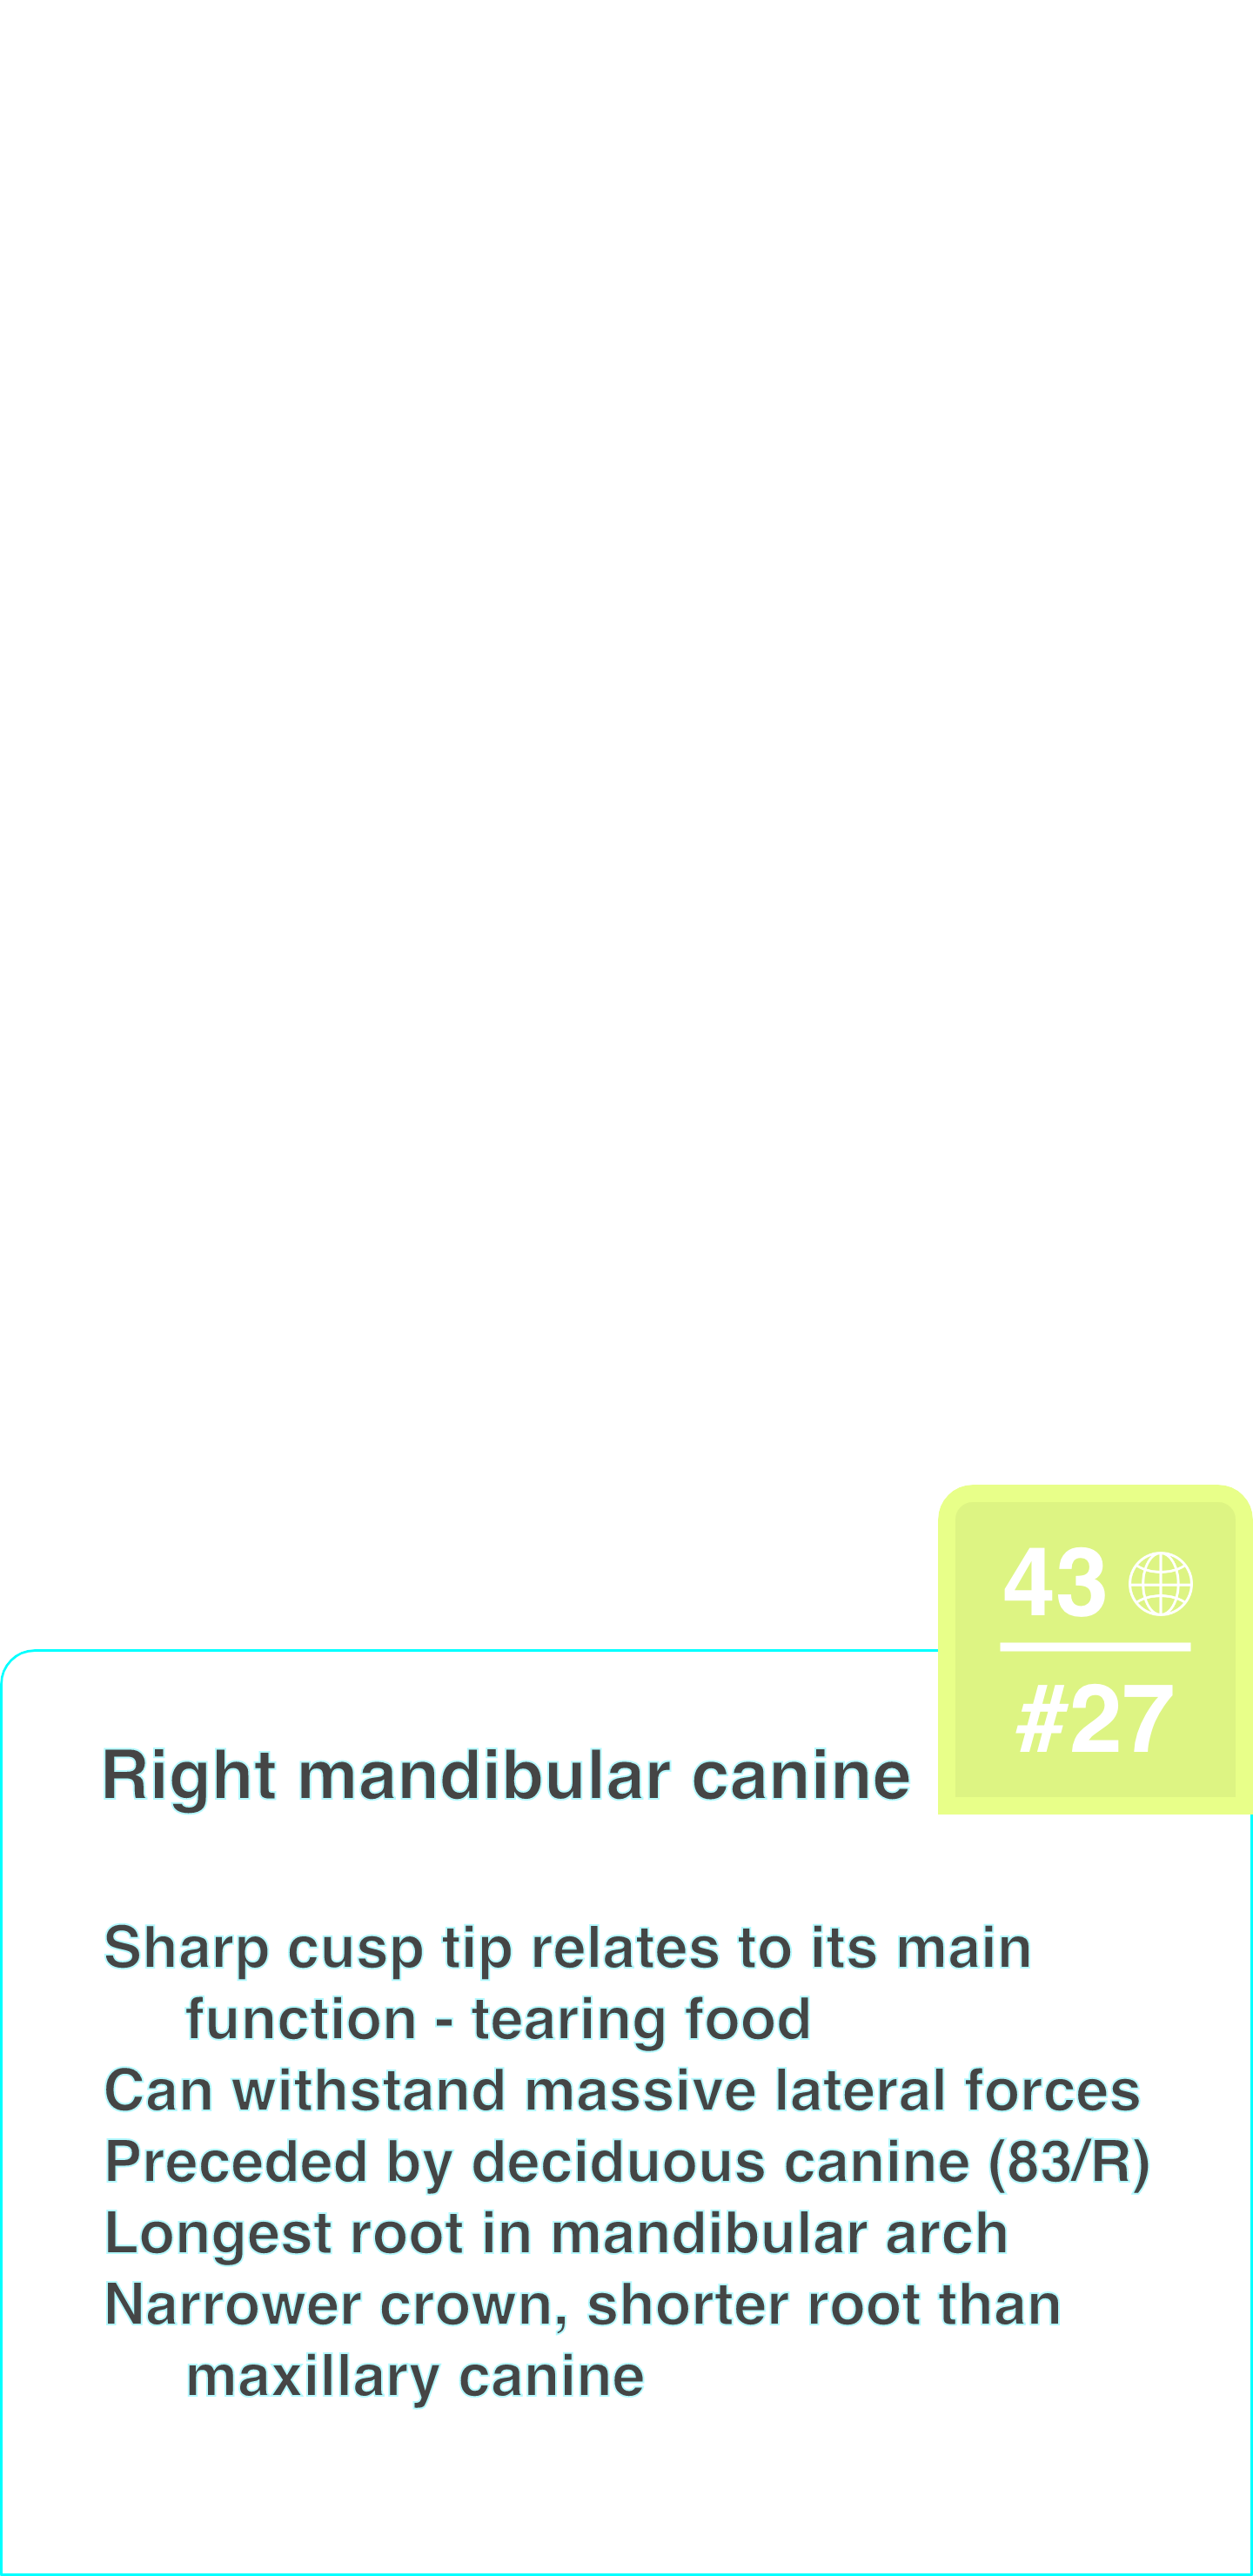 43
#27
Right mandibular canine
Sharp cusp tip relates to its main
function - tearing food
Can withstand massive lateral forces
Preceded by deciduous canine (83/R)
Longest root in mandibular arch
Narrower crown, shorter root than
maxillary canine